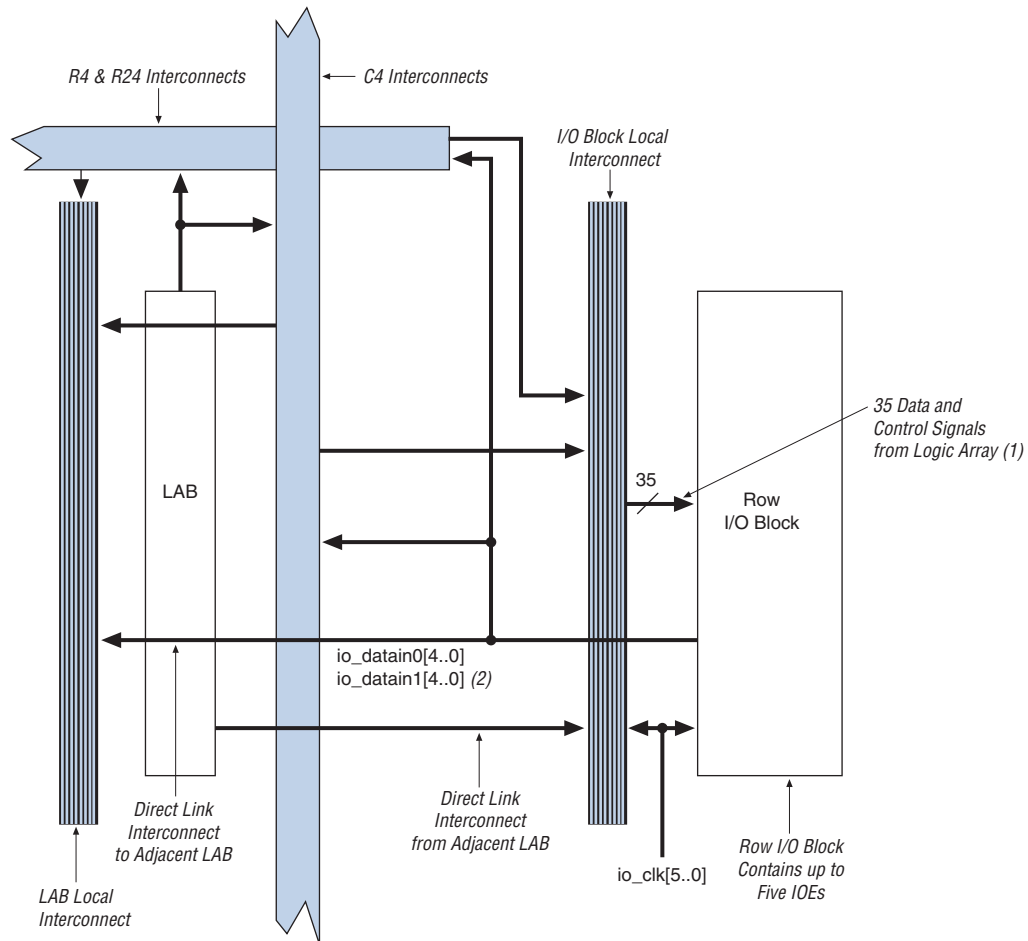 R4 & R24 Interconnects
C4 Interconnects
I/O Block Local
Interconnect
35 Data and
Control Signals
from Logic Array (1)
35
LAB
Row
I/O Block
io_datain0[4..0]
io_datain1[4..0] (2)
Direct Link
Interconnect
to Adjacent LAB
Direct Link
Interconnect
from Adjacent LAB
io_clk[5..0]
Row I/O Block
Contains up to
Five IOEs
LAB Local
Interconnect